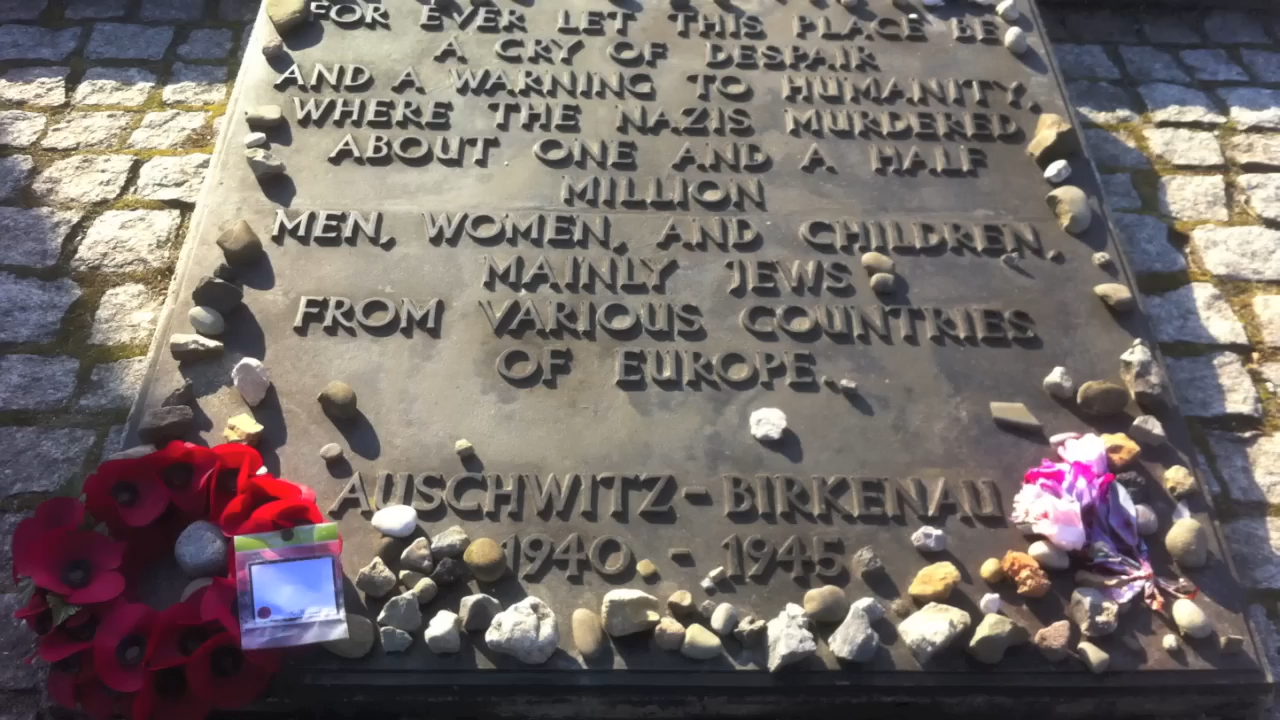 FOR EVER LET THIS PLACE BE
A CRY OF DESPAIR
AND A WARNING TO HUMANITY,
WHERE THE NAZIS MURDERED
ABOUT ONE AND A HALF
MILLION
MEN, WOMEN, AND CHILDREN,
MAINLY JEWS
FROM VARIOUS COUNTRIES
OF EUROPE.
AUSCHWITZ-BIRKENAU
1940 - 1945